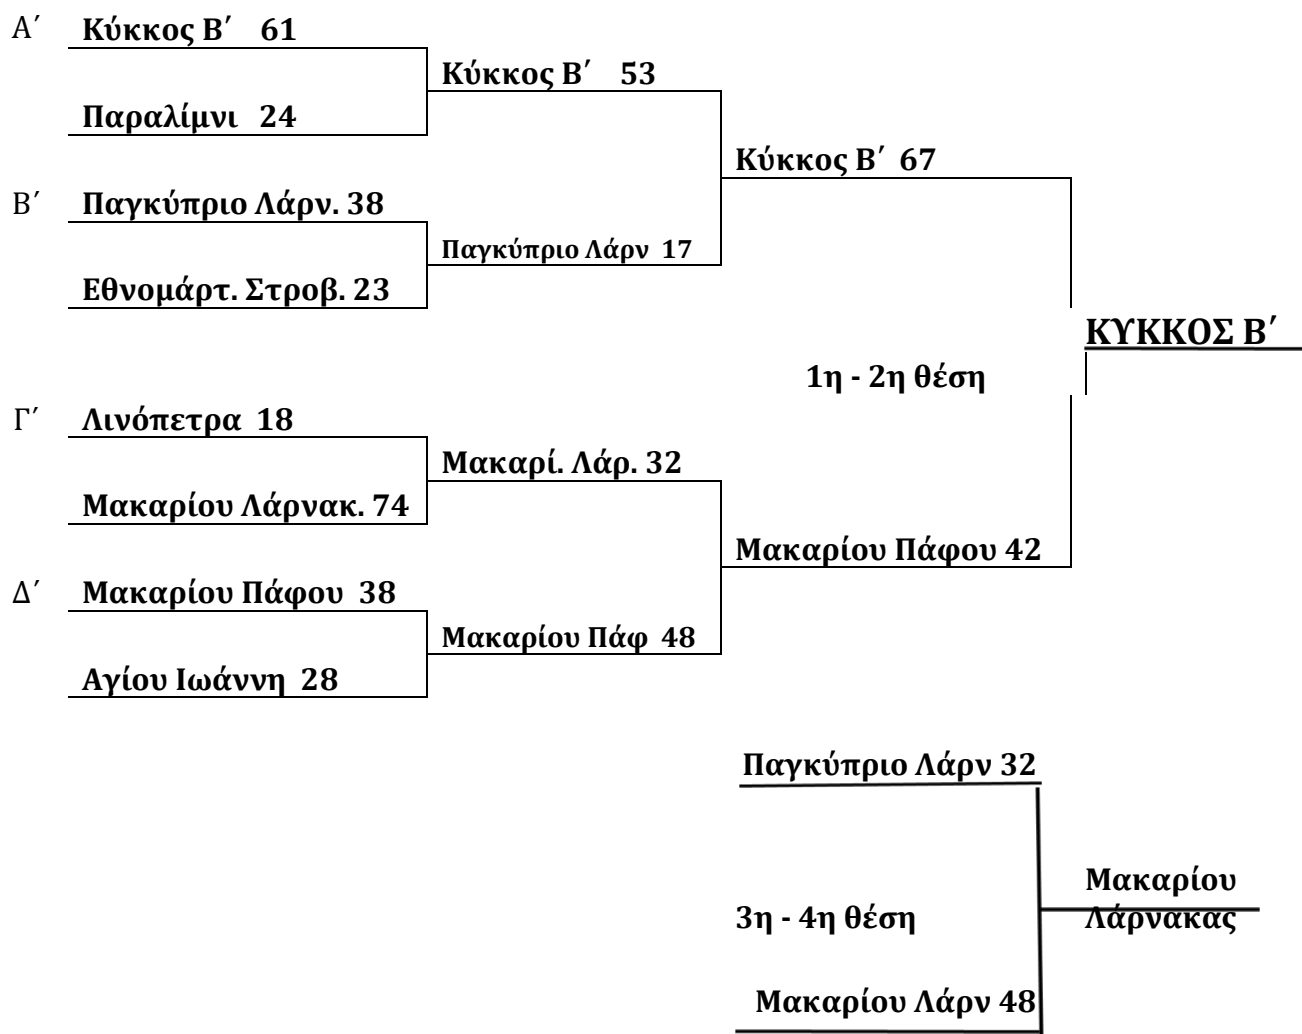 Α΄ Κύκκος Β΄ 61
Κύκκος Β΄ 53
Παραλίμνι 24
Κύκκος Β΄ 67
Β΄ Παγκύπριο Λάρν. 38
Παγκύπριο Λάρν 17
Εθνομάρτ. Στροβ. 23
ΚΥΚΚΟΣ Β΄
1η - 2η θέση
Γ΄ Λινόπετρα 18
Μακαρί. Λάρ. 32
Μακαρίου Λάρνακ. 74
Μακαρίου Πάφου 42
Δ΄ Μακαρίου Πάφου 38
Μακαρίου Πάφ 48
Αγίου Ιωάννη 28
Παγκύπριο Λάρν 32
Μακαρίου
3η - 4η θέση Λάρνακας
Μακαρίου Λάρν 48